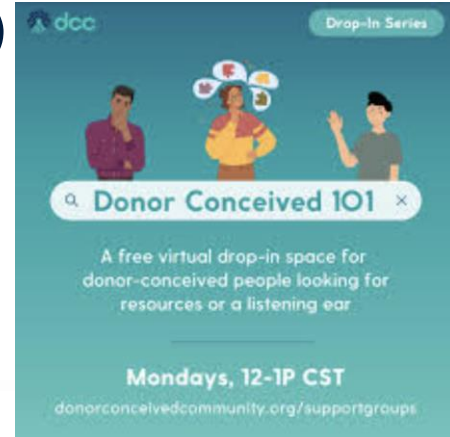 dcc
Drop-In Series
Donor Conceived 101
A free virtual drop-in space for
donor-conceived people looking for
resources or a listening ear
Mondays, 12-1P CST
donorconceivedcommunity.org/supportgroups